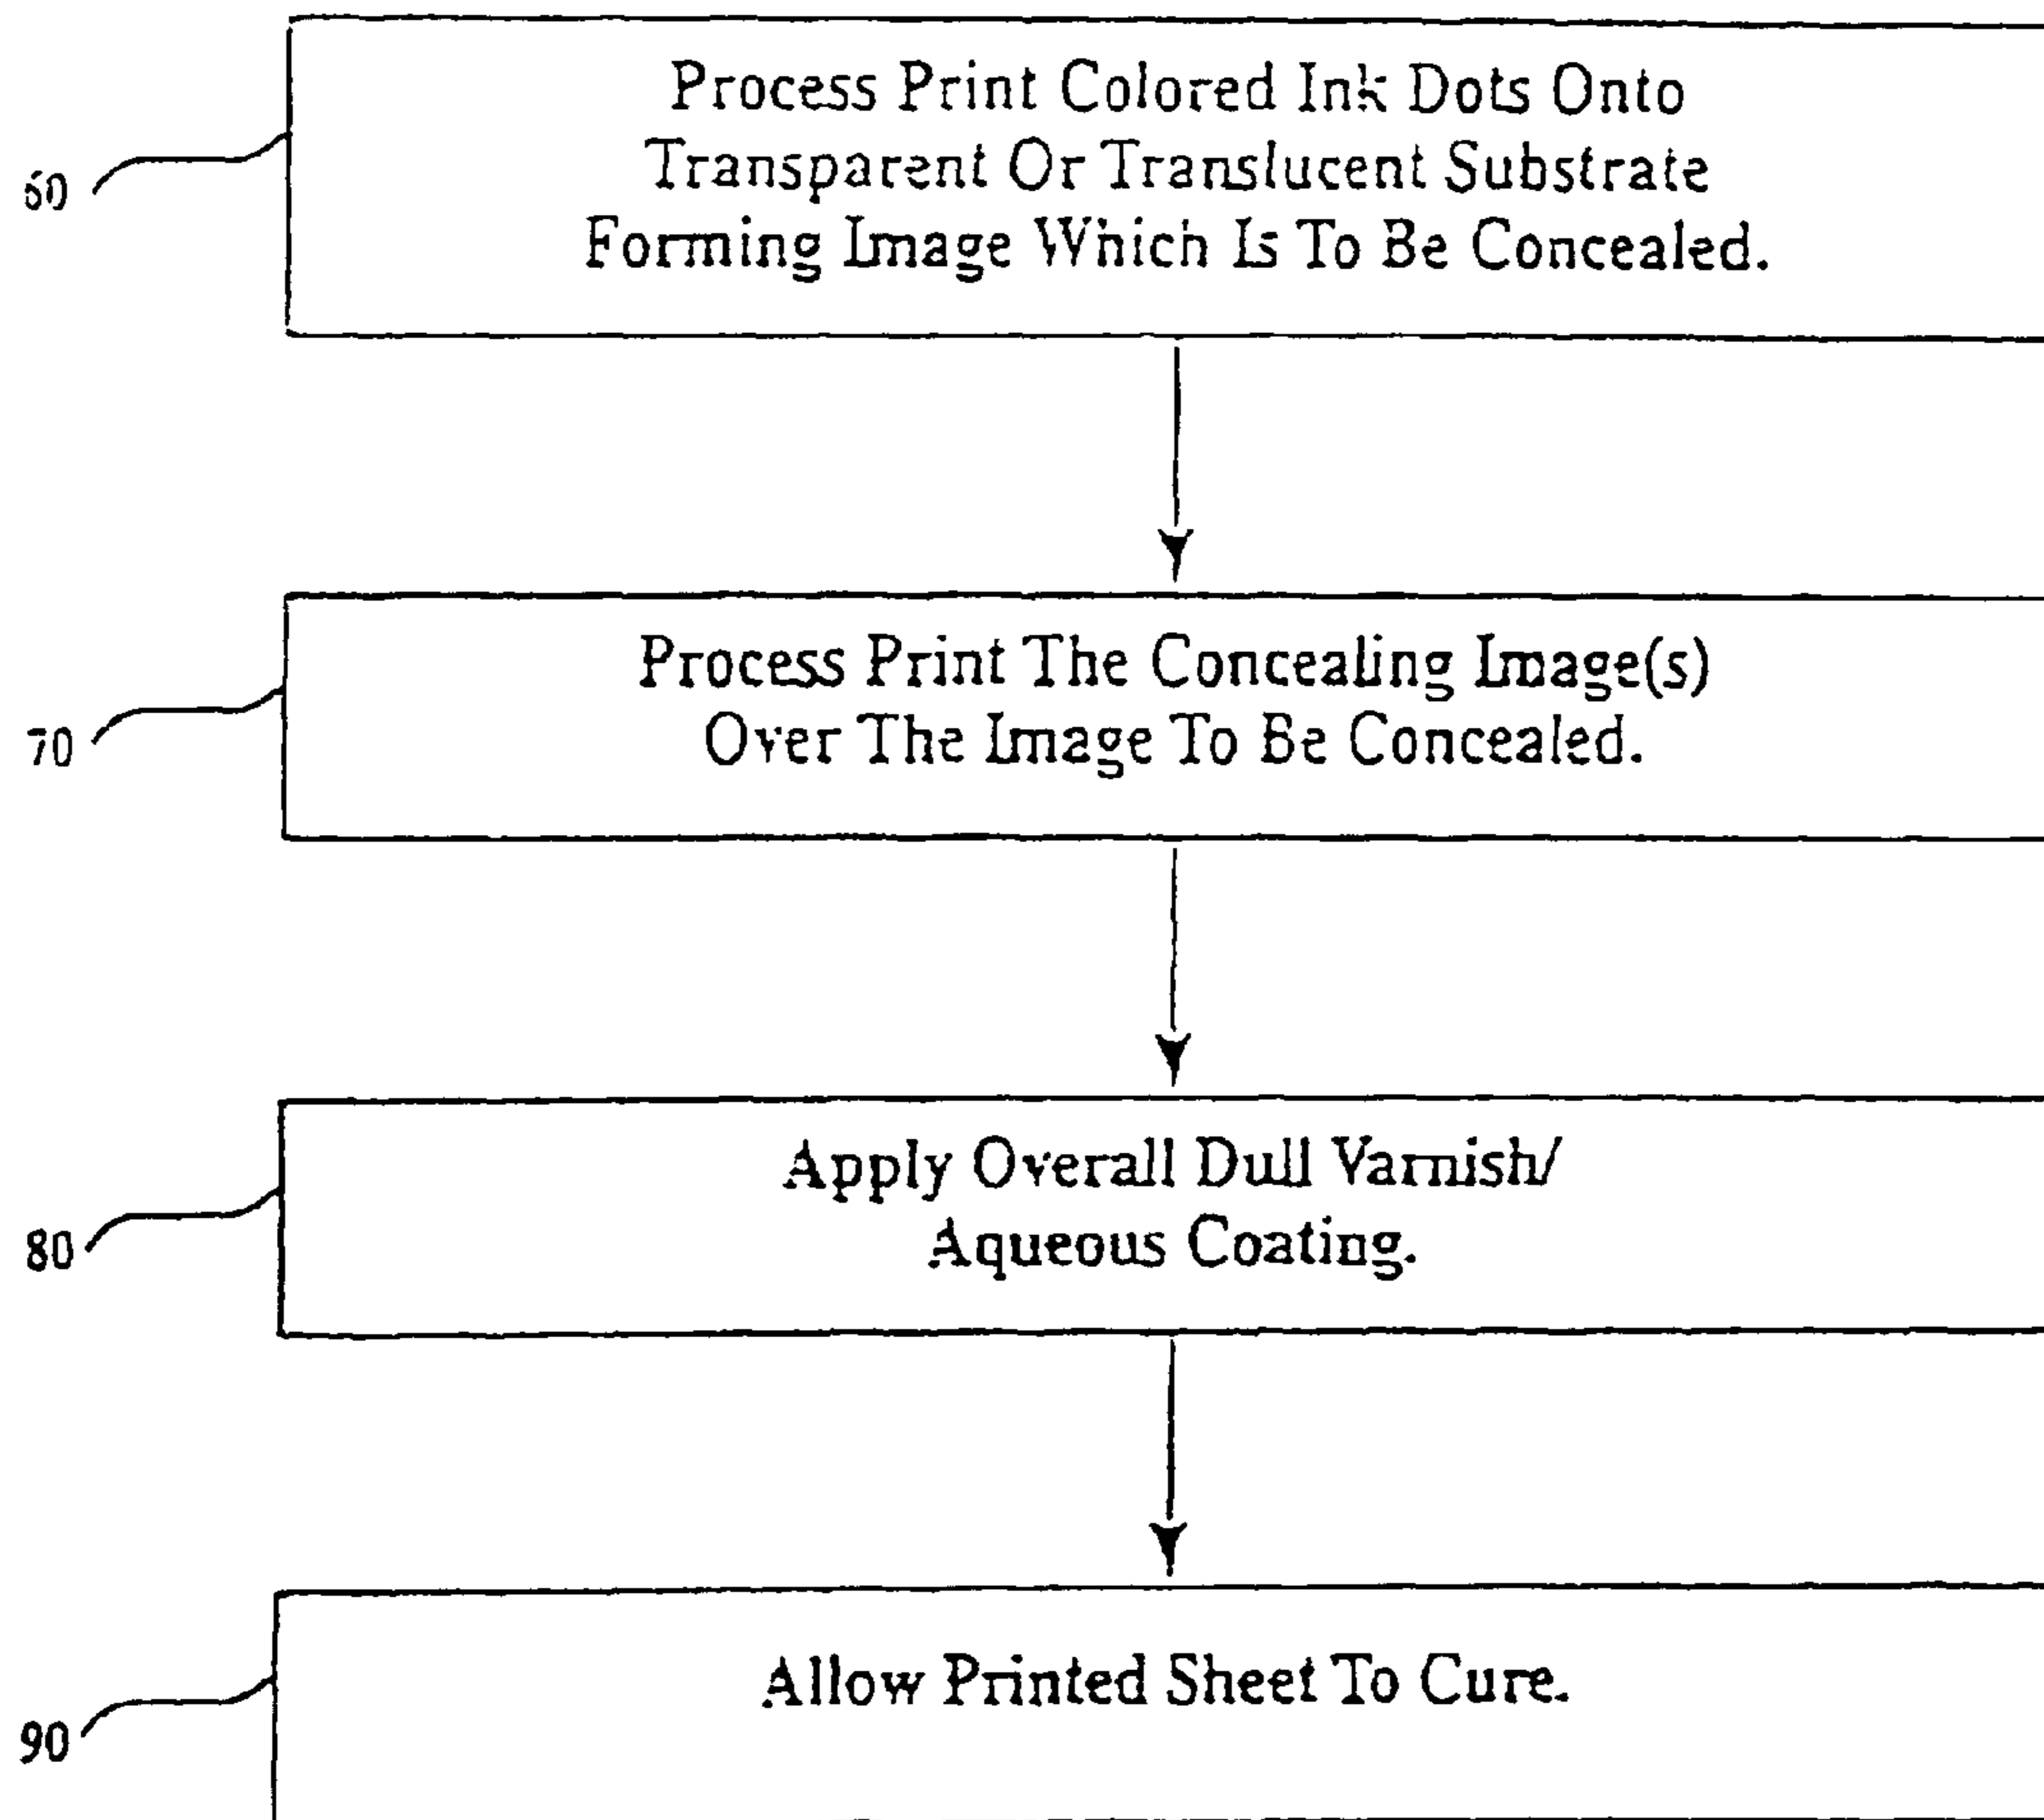 Process Print Colored Ink Dots Onto
Transparent Or Translucent Substrate
Forming Image Which Is To Be Concealed.
60
Process Print The Concealing Image(s)
Over The Image To Be Concealed.
70
Apply Overall Dull Varnish/
Aqueous Coating.
80
Allow Printed Sheet To Cure.
90